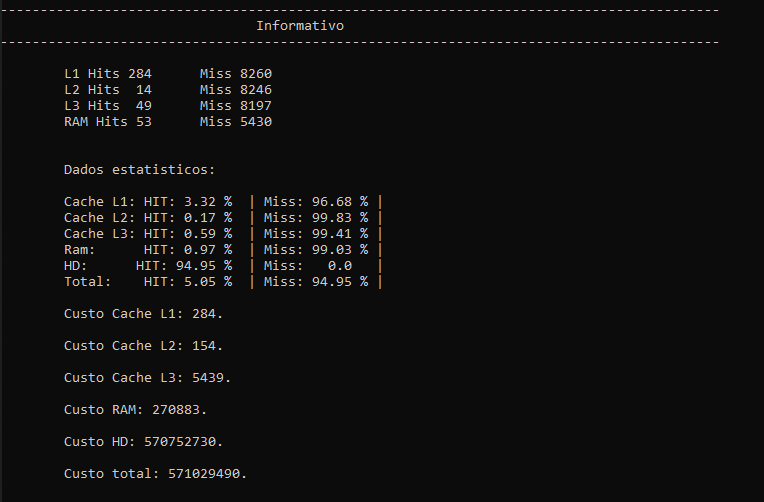 ------------------------------------------------------------------------------------------
Informativo
------------------------------------------------------------------------------------------
L1 Hits 284      Miss 8260
L2 Hits  14      Miss 8246
L3 Hits  49      Miss 8197
RAM Hits 53      Miss 5430
Dados estatisticos:
Cache L1: HIT: 3.32 %  | Miss: 96.68 % |
Cache L2: HIT: 0.17 %  | Miss: 99.83 % |
Cache L3: HIT: 0.59 %  | Miss: 99.41 % |
Ram:      HIT: 0.97 %  | Miss: 99.03 % |
HD:      HIT: 94.95 %  | Miss:   0.0   |
Total:    HIT: 5.05 %  | Miss: 94.95 % |
Custo Cache L1: 284.
Custo Cache L2: 154.
Custo Cache L3: 5439.
Custo RAM: 270883.
Custo HD: 570752730.
Custo total: 571029490.